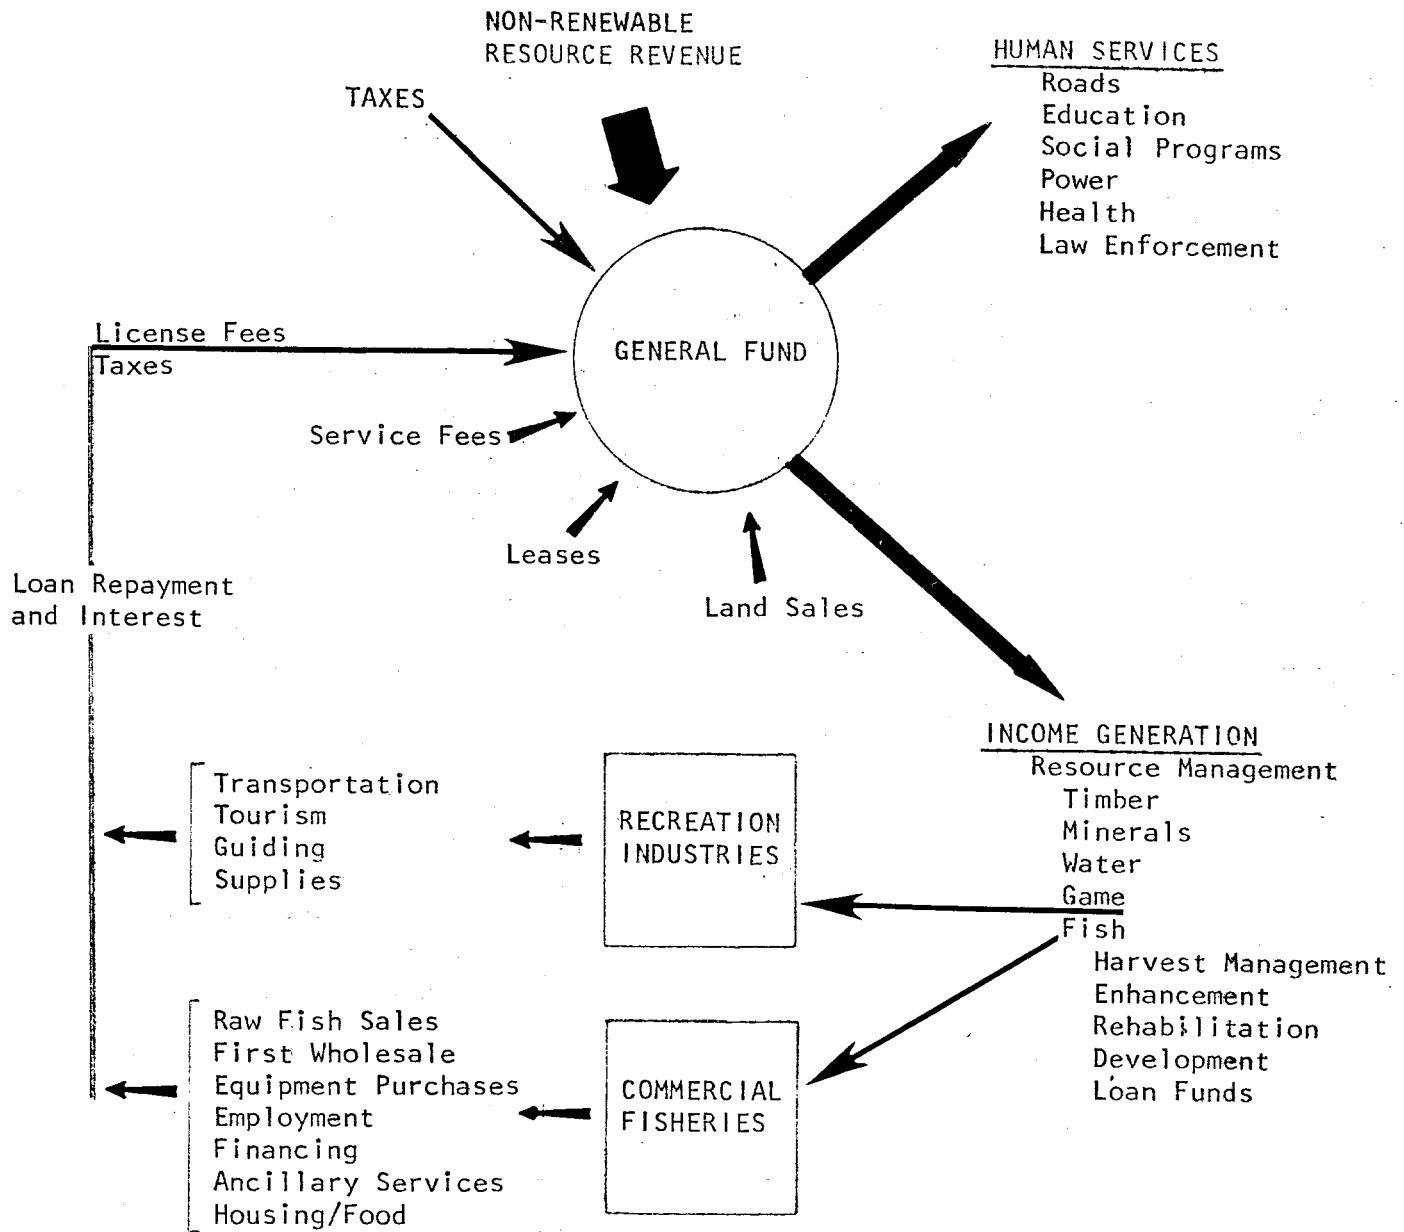 NON-RENEWABLE
RESOURCE REVENUE
TAXES
HUMAN SERVICES
Roads
Education
Social Programs
Power
Health
Law Enforcement
License Fees
Taxes
GENERAL FUND
Service Fees
Leases
Land Sales
Loan Repayment
and Interest
INCOME GENERATION
Resource Management
Timber
Minerals
Water
Game
Fish
Harvest Management
Enhancement
Rehabilitation
Development
Loan Funds
RECREATION
INDUSTRIES
Transportation
Tourism
Guiding
Supplies
COMMERCIAL
FISHERIES
Raw Fish Sales
First Wholesale
Equipment Purchases
Employment
Financing
Ancillary Services
Housing/Food